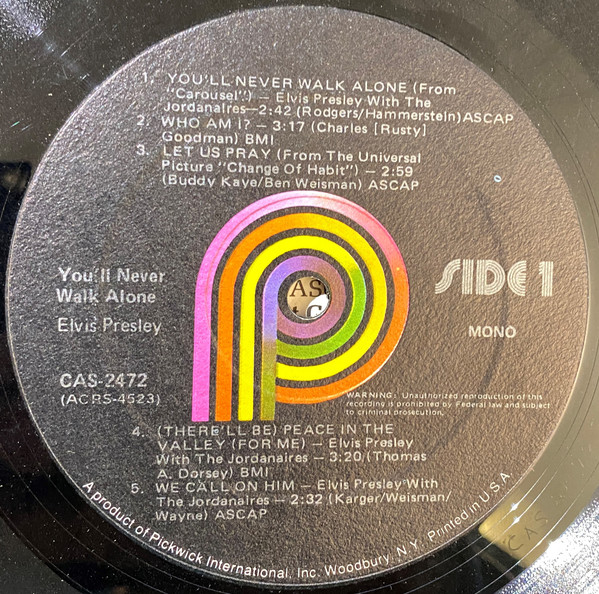 1. YOU'LL NEVER WALK ALONE (From
"Carousel") – Elvis Presley With The
Jordanaires–2:42 (Rodgers/Hammerstein) ASCAP
2. WHO AM I? – 3:17 (Charles [Rusty]
Goodman) BMI
3. LET US PRAY (From The Universal
Picture "Change Of Habit") – 2:59
(Buddy Kaye/Ben Weisman) ASCAP
You'll Never
Walk Alone
Elvis Presley
CAS-2472
(ACRS-4523)
AS
SIDE 1
MONO
WARNING: Unauthorized reproduction of this
recording is prohibited by Federal law and subject
to criminal prosecution.
4. (THERE'LL BE) PEACE IN THE
VALLEY (FOR ME) – Elvis Presley
With The Jordanaires – 3:20 (Thomas
A. Dorsey) BMI
5. WE CALL ON HIM – Elvis Presley With
The Jordanaires – 2:32 (Karger/Weisman/
Wayne) ASCAP
A product of Pickwick International, Inc. Woodbury, N.Y. Printed in U.S.A.
CAS